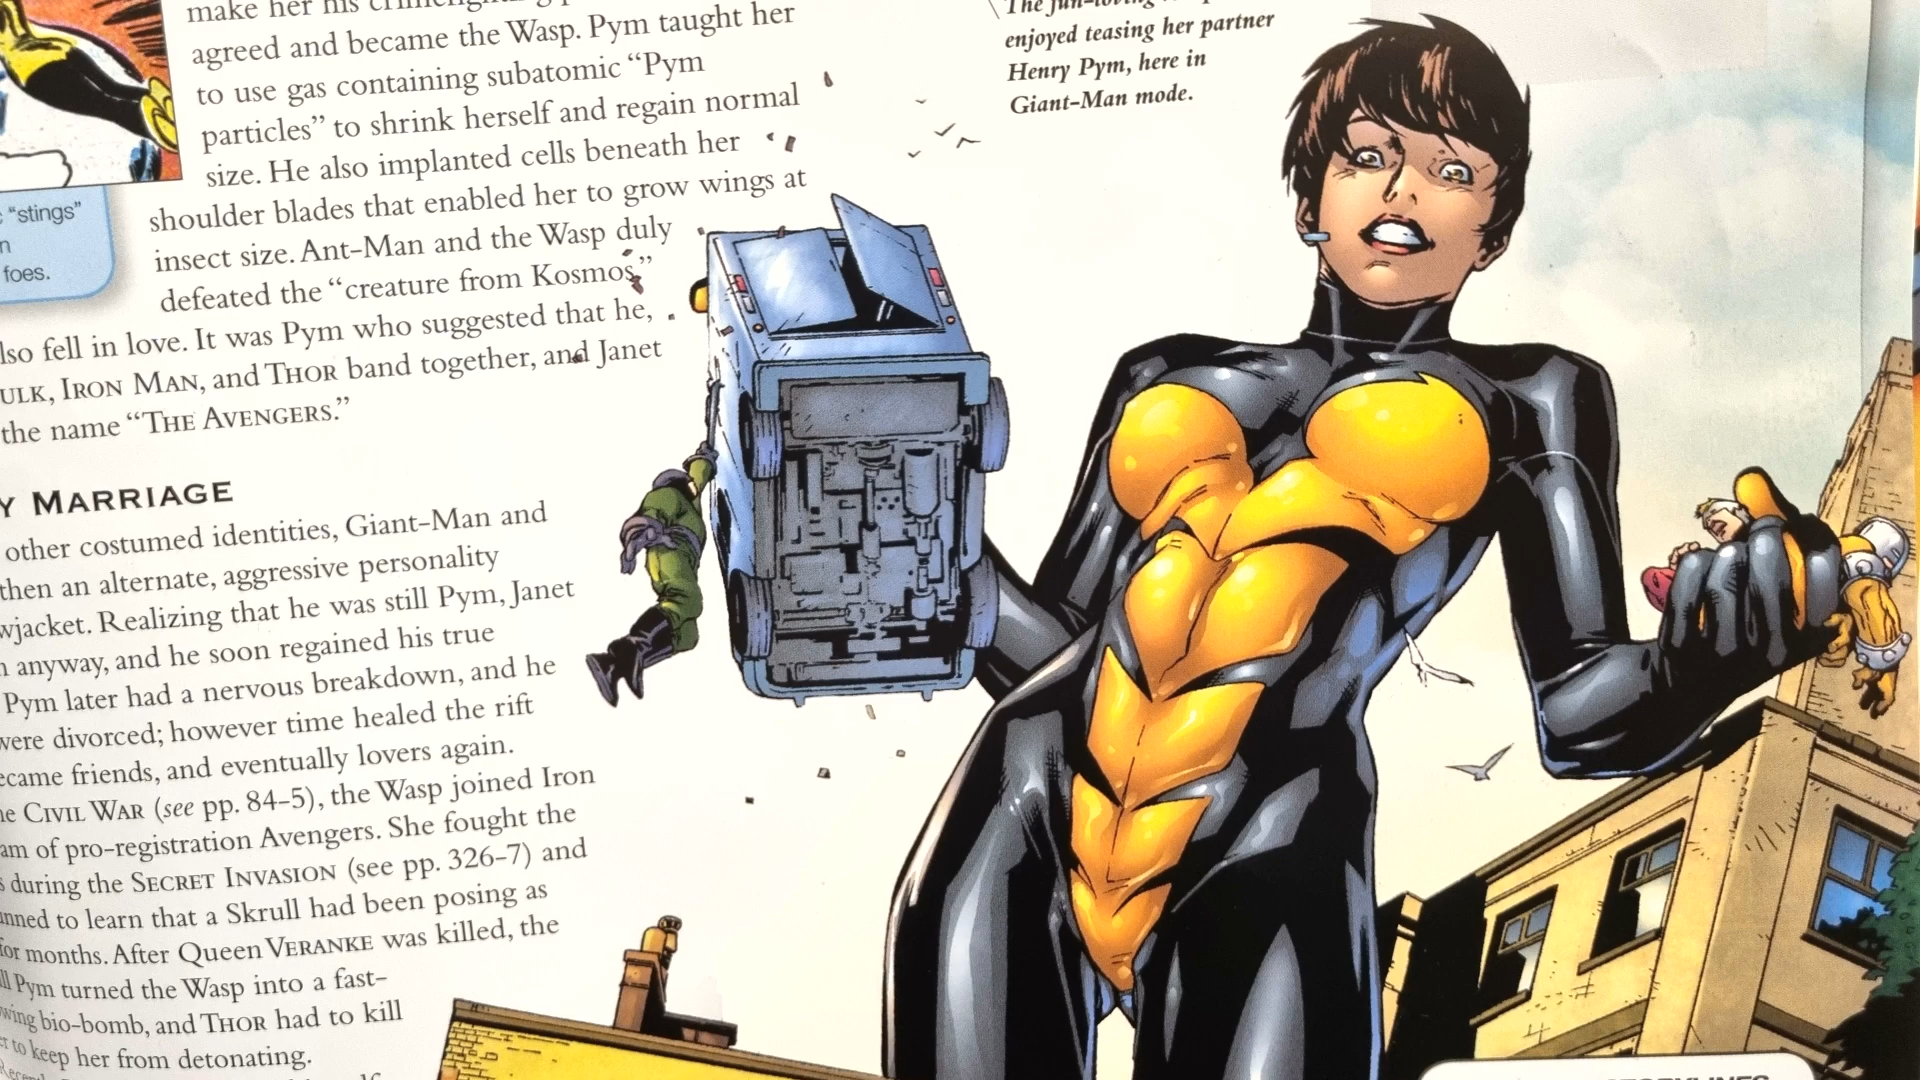 make her his crimefighting
agreed and became the Wasp. Pym taught her
to use gas containing subatomic “Pym
particles” to shrink herself and regain normal
size. He also implanted cells beneath her
shoulder blades that enabled her to grow wings at
insect size. Ant-Man and the Wasp duly
defeated the “creature from Kosmos,”
lso fell in love. It was Pym who suggested that he,
ULK, IRON MAN, and THOR band together, and Janet
the name “THE AVENGERS.”
Y MARRIAGE
other costumed identities, Giant-Man and
then an alternate, aggressive personality
wjacket. Realizing that he was still Pym, Janet
anyway, and he soon regained his true
Pym later had a nervous breakdown, and he
were divorced; however time healed the rift
ecame friends, and eventually lovers again.
e CIVIL WAR (see pp. 84-5), the Wasp joined Iron
am of pro-registration Avengers. She fought the
s during the SECRET INVASION (see pp. 326-7) and
nned to learn that a Skrull had been posing as
for months. After Queen VERANKE was killed, the
ll Pym turned the Wasp into a fast-
wing bio-bomb, and THOR had to kill
er to keep her from detonating.
“stings”
n
foes.
The fun-loving
enjoyed teasing her partner
Henry Pym, here in
Giant-Man mode.
STORYLINES